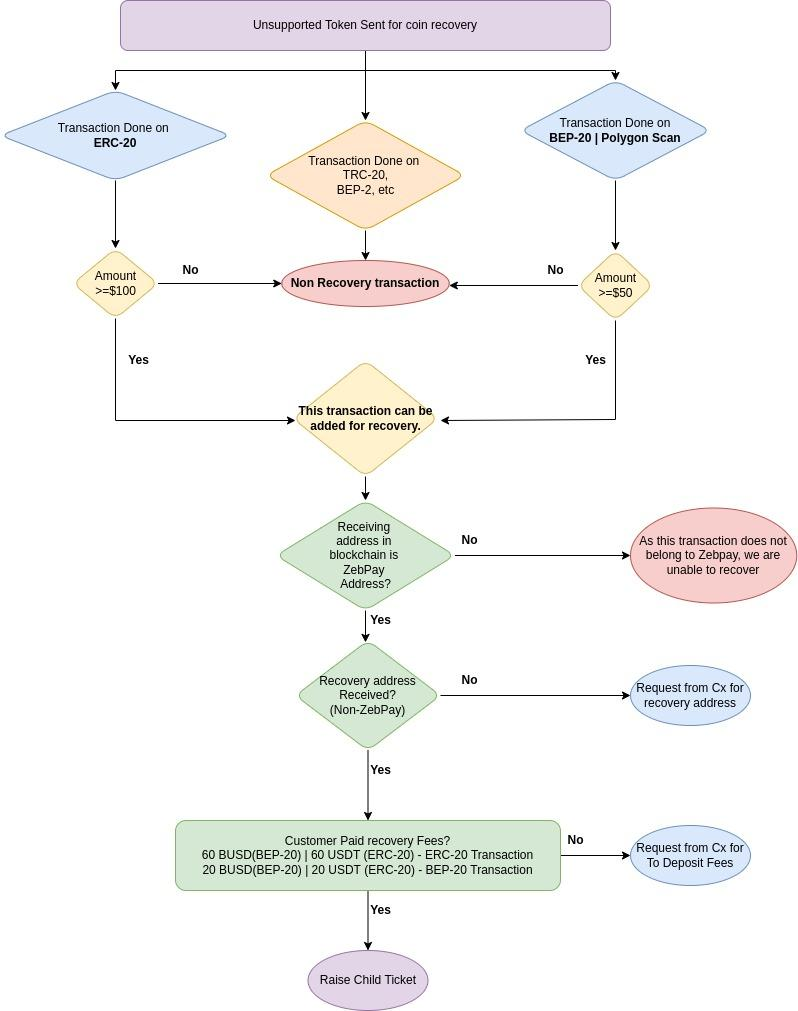 Unsupported Token Sent for coin recovery
Transaction Done on
ERC-20
Transaction Done on
TRC-20,
BEP-2, etc
Transaction Done on
BEP-20 | Polygon Scan
Amount
>=$100
No
Non Recovery transaction
No
Amount
>=$50
Yes
Yes
This transaction can be
added for recovery.
Receiving
address in
blockchain is
ZebPay
Address?
No
As this transaction does not
belong to Zebpay, we are
unable to recover
Yes
Recovery address
Received?
(Non-ZebPay)
No
Request from Cx for
recovery address
Yes
Customer Paid recovery Fees?
60 BUSD(BEP-20) | 60 USDT (ERC-20) - ERC-20 Transaction
20 BUSD(BEP-20) | 20 USDT (ERC-20) - BEP-20 Transaction
No
Request from Cx for
To Deposit Fees
Yes
Raise Child Ticket